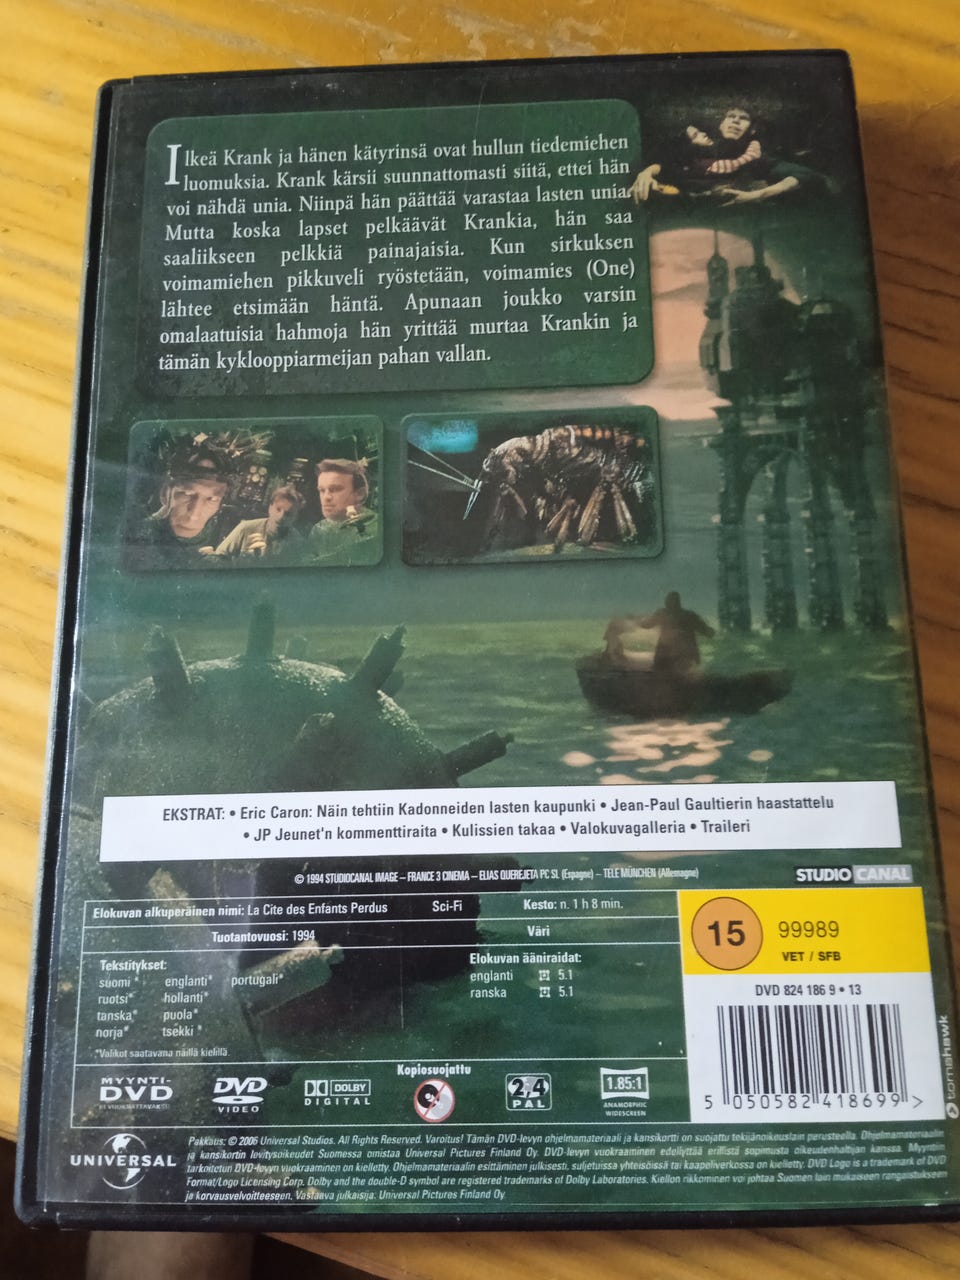 Ilkeä Krank ja hänen kätyrinsä ovat hullun tiedemiehen
luomuksia. Krank kärsii suunnattomasti siitä, ettei hän
voi nähdä unia. Niinpä hän päättää varastaa lasten unia.
Mutta koska lapset pelkäävät Krankia, hän saa
saaliikseen pelkkiä painajaisia. Kun sirkuksen
voimamiehen pikkuveli ryöstetään, voimamies (One)
lähtee etsimään häntä. Apunaan joukko varsin
omalaatuisia hahmoja hän yrittää murtaa Krankin ja
tämän kyklooppiarmeijan pahan vallan.
EKSTRAT: • Eric Caron: Näin tehtiin Kadonneiden lasten kaupunki • Jean-Paul Gaultierin haastattelu
• JP Jeunet'n kommenttiraita • Kulissien takaa • Valokuvagalleria • Traileri
© 1994 STUDIOCANAL IMAGE – FRANCE 3 CINEMA – ELIAS QUEREJETA PC SL (Espagne) – TELE MÜNCHEN (Allemagne)
STUDIO CANAL
Elokuvan alkuperäinen nimi: La Cite des Enfants Perdus
Sci-Fi
Kesto: n. 1 h 8 min.
Tuotantovuosi: 1994
Väri
Tekstitykset:
suomi * englanti* portugali*
ruotsi* hollanti*
tanska* puola*
norja* tsekki *
*Valikot saatavana näillä kielillä
Elokuvan ääniraidat:
englanti 5.1
ranska 5.1
15
99989
VET / SFB
DVD 824 186 9 • 13
5 050582 418699 >
tomahawk
Kopiosuojattu
MYYNTI-
DVD
EI VUOKRATTAVAKSI
DVD
VIDEO
DOLBY
DIGITAL
2,4
PAL
1.85:1
ANAMORPHIC
WIDESCREEN
UNIVERSAL
Pakkaus: © 2006 Universal Studios. All Rights Reserved. Varoitus! Tämän DVD-levyn ohjelmamateriaali ja kansikortti on suojattu tekijänoikeuslain perusteella. Ohjelmamateriaalin
ja kansikortin levitysoikeudet Suomessa omistaa Universal Pictures Finland Oy. DVD-levyn vuokraaminen edellyttää erillistä sopimusta oikeudenhaltijan kanssa. Myyntiin
tarkoitetun DVD-levyn vuokraaminen on kielletty. Ohjelmamateriaalin esittäminen julkisesti, suljetuissa yhteisöissä tai kaapeliverkossa on kielletty. DVD Logo is a trademark of DVD
Format/Logo Licensing Corp. Dolby and the double-D symbol are registered trademarks of Dolby Laboratories. Kiellon rikkominen voi johtaa Suomen lain mukaiseen rangaistukseen
ja korvausvelvoitteeseen. Vastaava julkaisija: Universal Pictures Finland Oy.